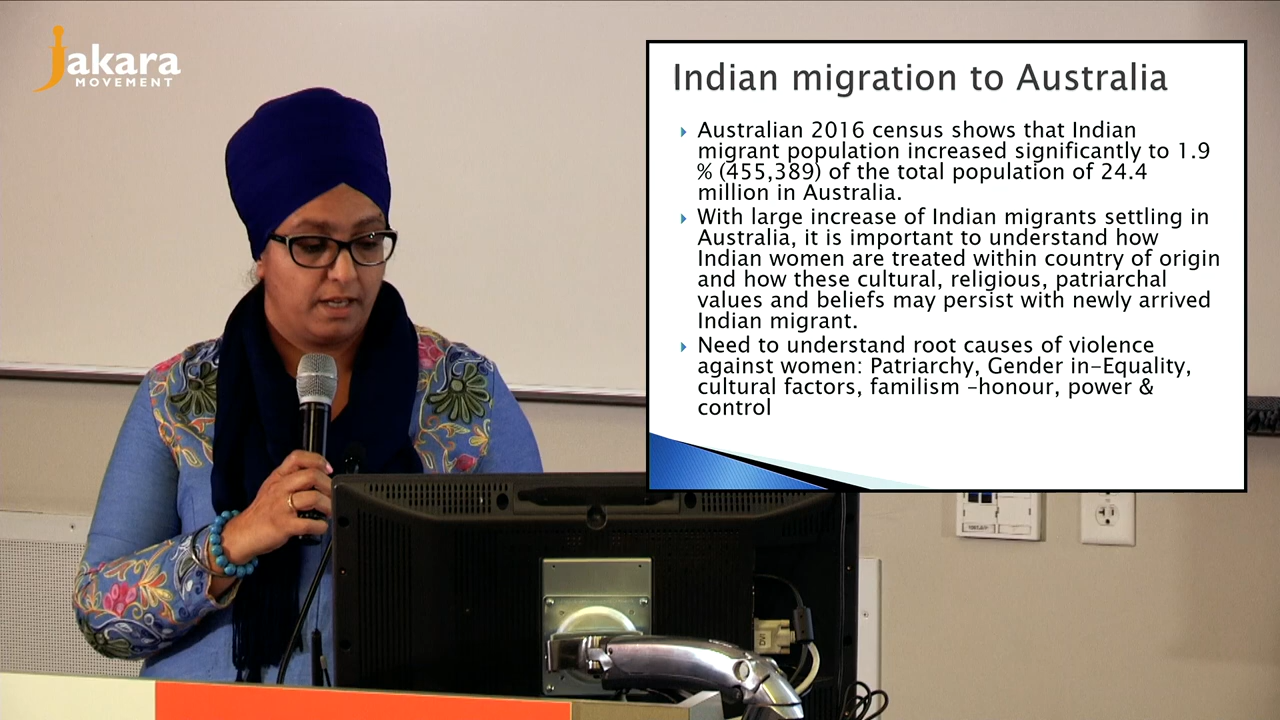 Jakara
MOVEMENT
Indian migration to Australia
Australian 2016 census shows that Indian
migrant population increased significantly to 1.9
% (455,389) of the total population of 24.4
million in Australia.
With large increase of Indian migrants settling in
Australia, it is important to understand how
Indian women are treated within country of origin
and how these cultural, religious, patriarchal
values and beliefs may persist with newly arrived
Indian migrant.
Need to understand root causes of violence
against women: Patriarchy, Gender in-Equality,
cultural factors, familism -honour, power &
control
DVI